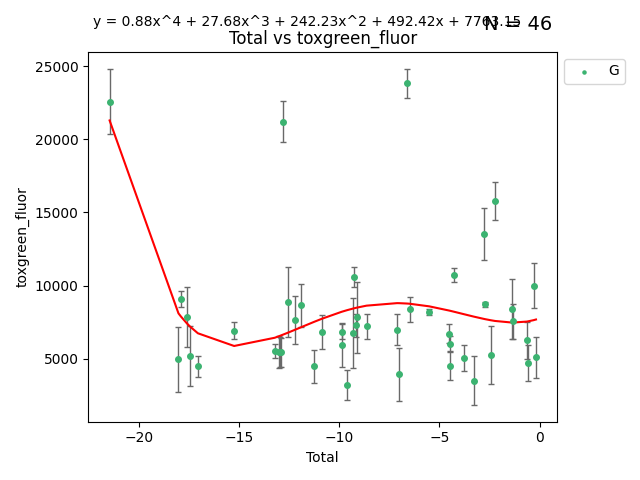 y = 0.88x^4 + 27.68x^3 + 242.23x^2 + 492.42x + 7763.15
N = 46
Total vs toxgreen_fluor
G
25000
20000
15000
10000
5000
toxgreen_fluor
−20
−15
−10
−5
0
Total